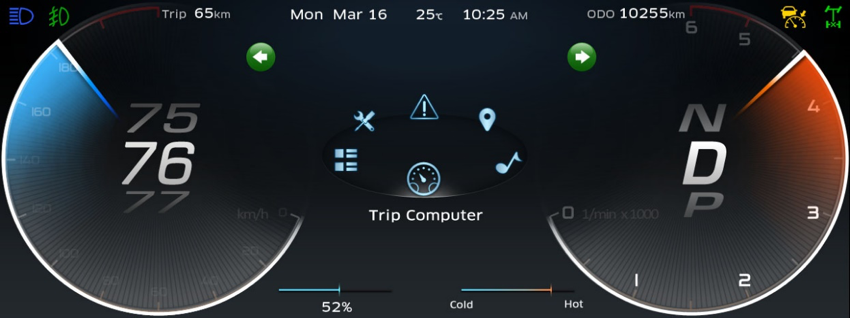 Trip 65km
Mon Mar 16 25℃ 10:25 AM
ODO 10255km
180
160
140
120
100
80
60
40
20
0
km/h
75
76
77
Trip Computer
52%
Cold Hot
N
D
P
6
5
4
3
2
1
0 1/min x1000